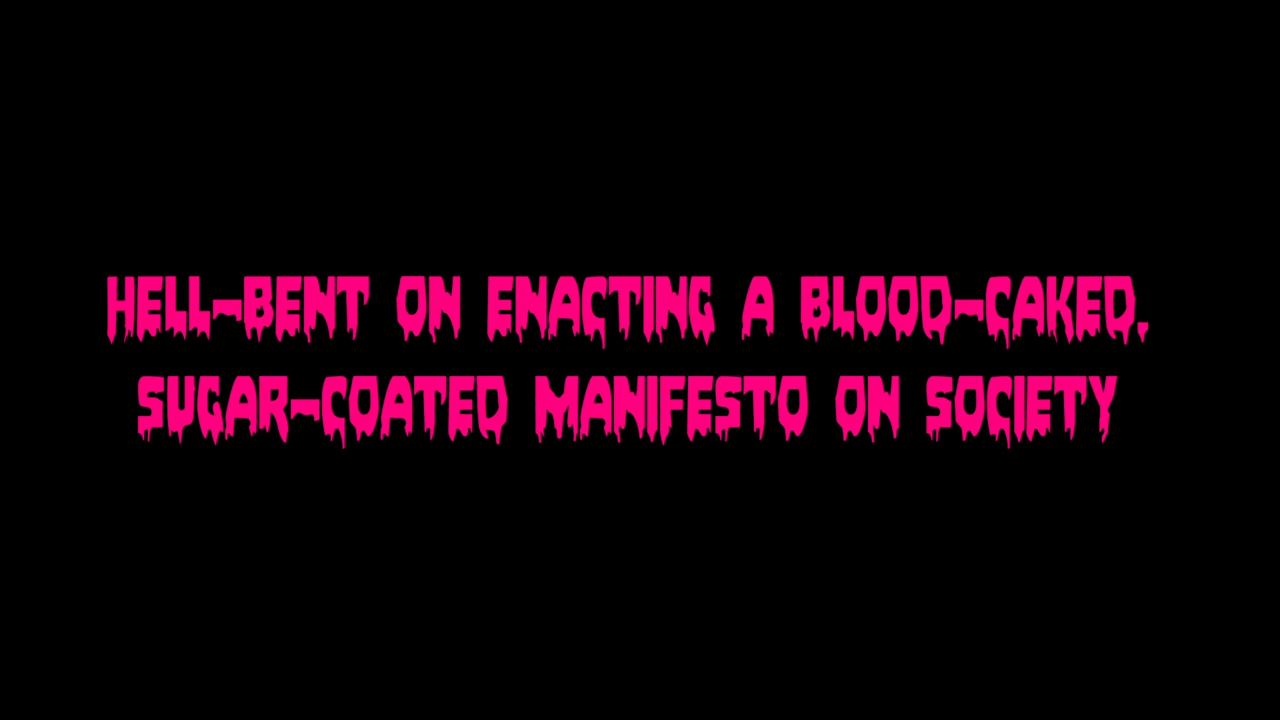 HELL-BENT ON ENACTING A BLOOD-CAKED,
SUGAR-COATED MANIFESTO ON SOCIETY